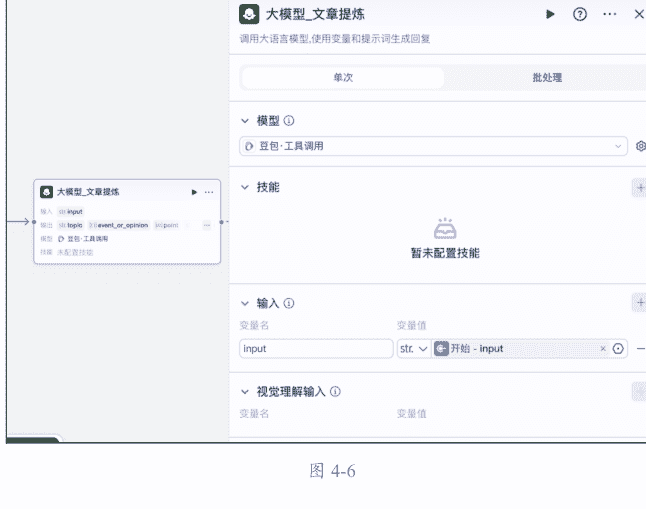 大模型_文章提炼
调用大语言模型,使用变量和提示词生成回复
单次
批处理
模型
豆包·工具调用
技能
暂未配置技能
输入
变量名
变量值
input
str.
开始 - input
视觉理解输入
变量名
变量值
大模型_文章提炼
输入 str.input
输出 str.topic event_or_opinion point
模型 豆包·工具调用
技能 未配置技能
图 4-6